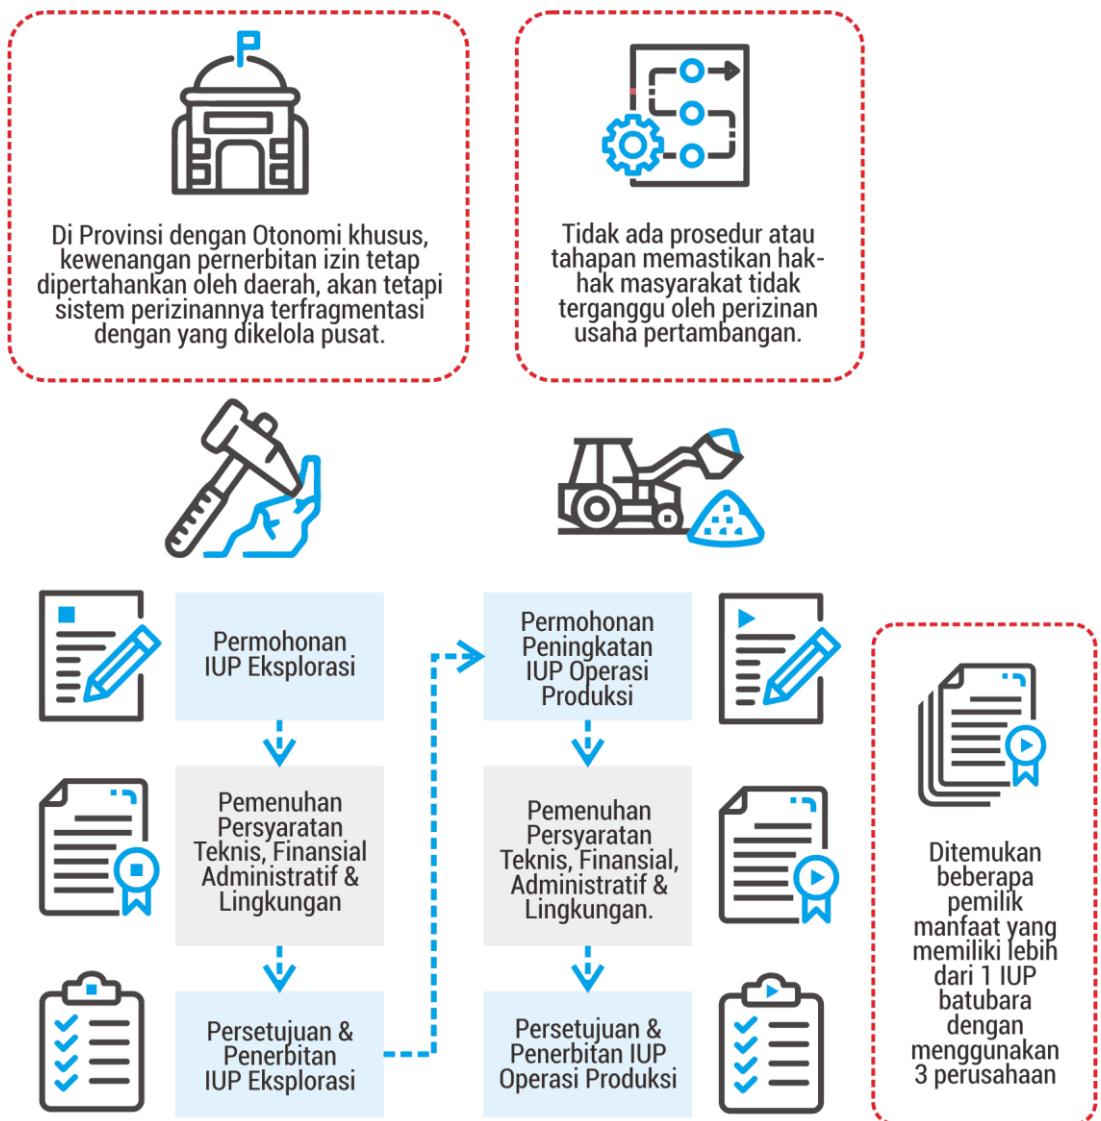 Di Provinsi dengan Otonomi khusus,
kewenangan pernerbitan izin tetap
dipertahankan oleh daerah, akan tetapi
sistem perizinannya terfragmentasi
dengan yang dikelola pusat.
Tidak ada prosedur atau
tahapan memastikan hak-
hak masyarakat tidak
terganggu oleh perizinan
usaha pertambangan.
Permohonan
IUP Eksplorasi
Pemenuhan
Persyaratan
Teknis, Finansial
Administratif &
Lingkungan
Persetujuan &
Penerbitan
IUP Eksplorasi
Permohonan
Peningkatan
IUP Operasi
Produksi
Pemenuhan
Persyaratan
Teknis, Finansial,
Administratif &
Lingkungan.
Persetujuan &
Penerbitan IUP
Operasi Produksi
Ditemukan
beberapa
pemilik
manfaat yang
memiliki lebih
dari 1 IUP
batubara
dengan
menggunakan
3 perusahaan